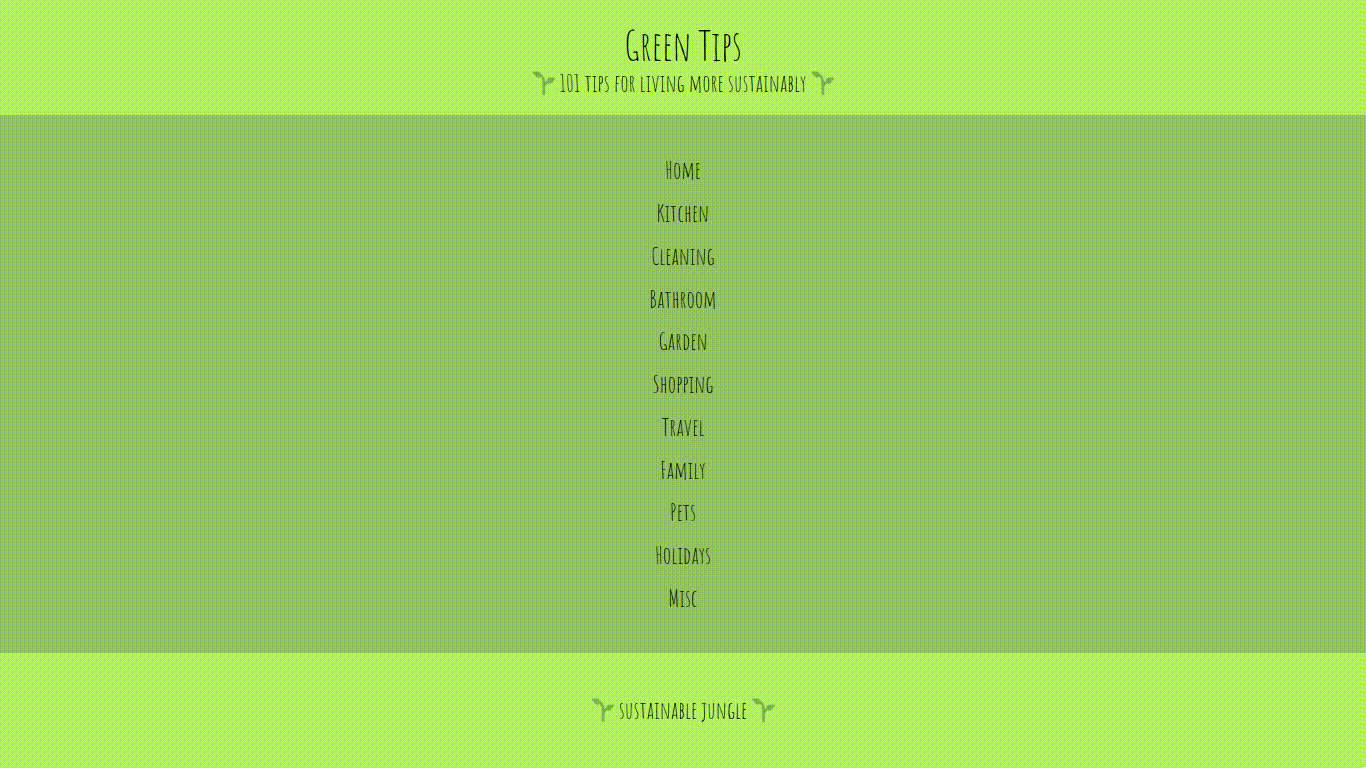 Green Tips
🌱 101 tips for living more sustainably 🌱
Home
Kitchen
Cleaning
Bathroom
Garden
Shopping
Travel
Family
Pets
Holidays
Misc
🌱 sustainable jungle 🌱